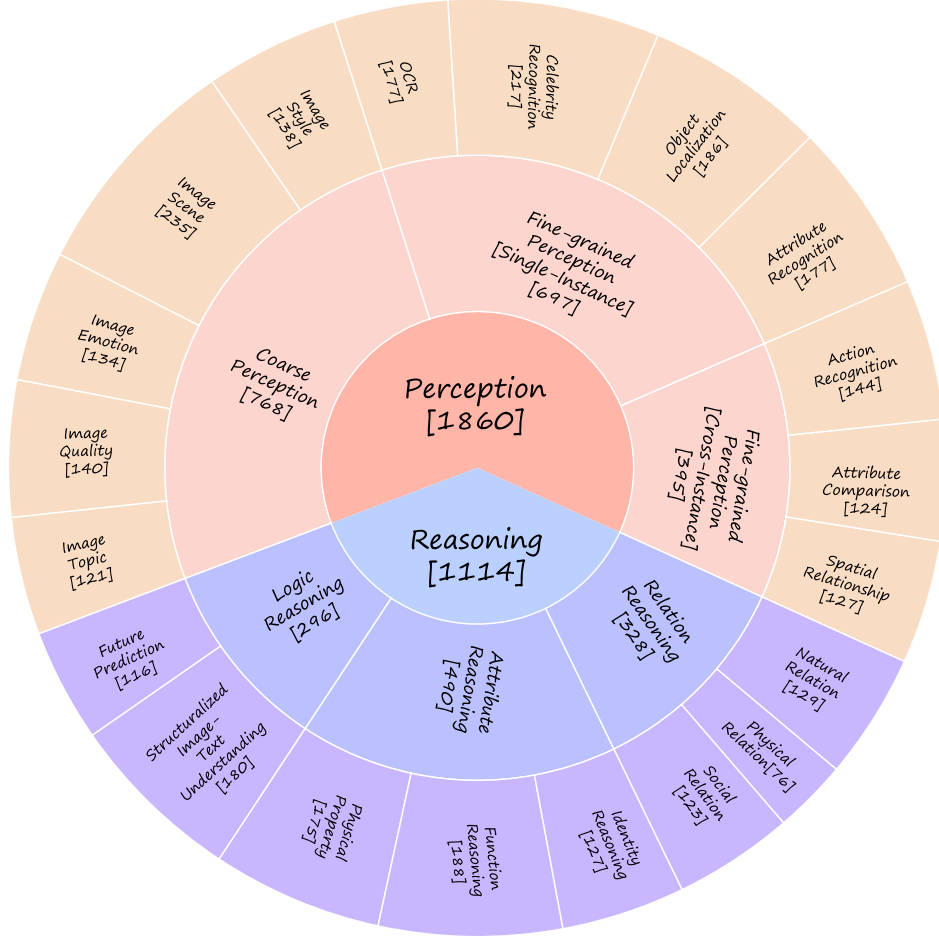 Perception
[1860]
Reasoning
[1114]
Coarse
Perception
[768]
Fine-grained
Perception
[Single-Instance]
[697]
Fine-grained
Perception
[Cross-Instance]
[395]
Relation
Reasoning
[328]
Attribute
Reasoning
[490]
Logic
Reasoning
[296]
Image
Topic
[121]
Image
Quality
[140]
Image
Emotion
[134]
Image
Scene
[235]
Image
Style
[138]
OCR
[177]
Celebrity
Recognition
[217]
Object
Localization
[186]
Attribute
Recognition
[177]
Action
Recognition
[144]
Attribute
Comparison
[124]
Spatial
Relationship
[127]
Natural
Relation
[129]
Physical
Relation[76]
Social
Relation
[123]
Identity
Reasoning
[127]
Function
Reasoning
[188]
Physical
Property
[175]
Structuralized
Image-
Text
Understanding
[180]
Future
Prediction
[116]